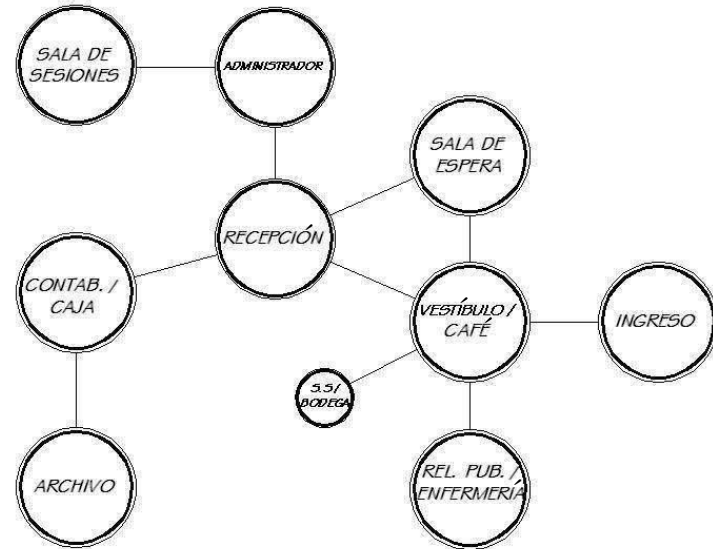 SALA DE
SESIONES
ADMINISTRADOR
SALA DE
ESPERA
RECEPCIÓN
CONTAB. /
CAJA
VESTÍBULO /
CAFÉ
INGRESO
S.S/
BODEGA
ARCHIVO
REL. PUB. /
ENFERMERÍA